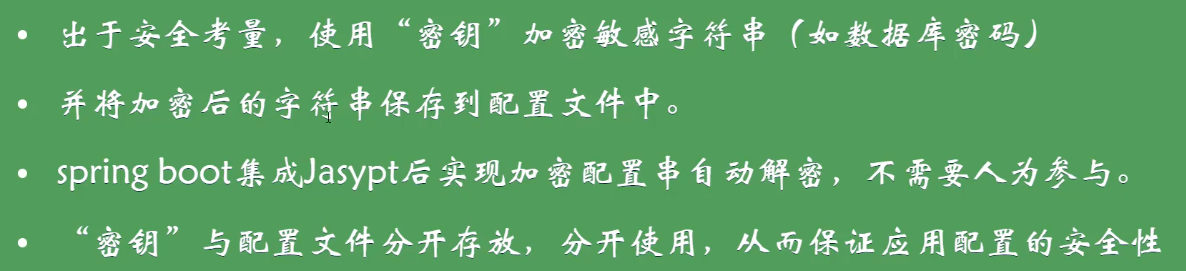 • 出于安全考量，使用“密钥”加密敏感字符串（如数据库密码）
• 并将加密后的字符串保存到配置文件中。
• spring boot集成Jasypt后实现加密配置串自动解密，不需要人为参与。
• “密钥”与配置文件分开存放，分开使用，从而保证应用配置的安全性